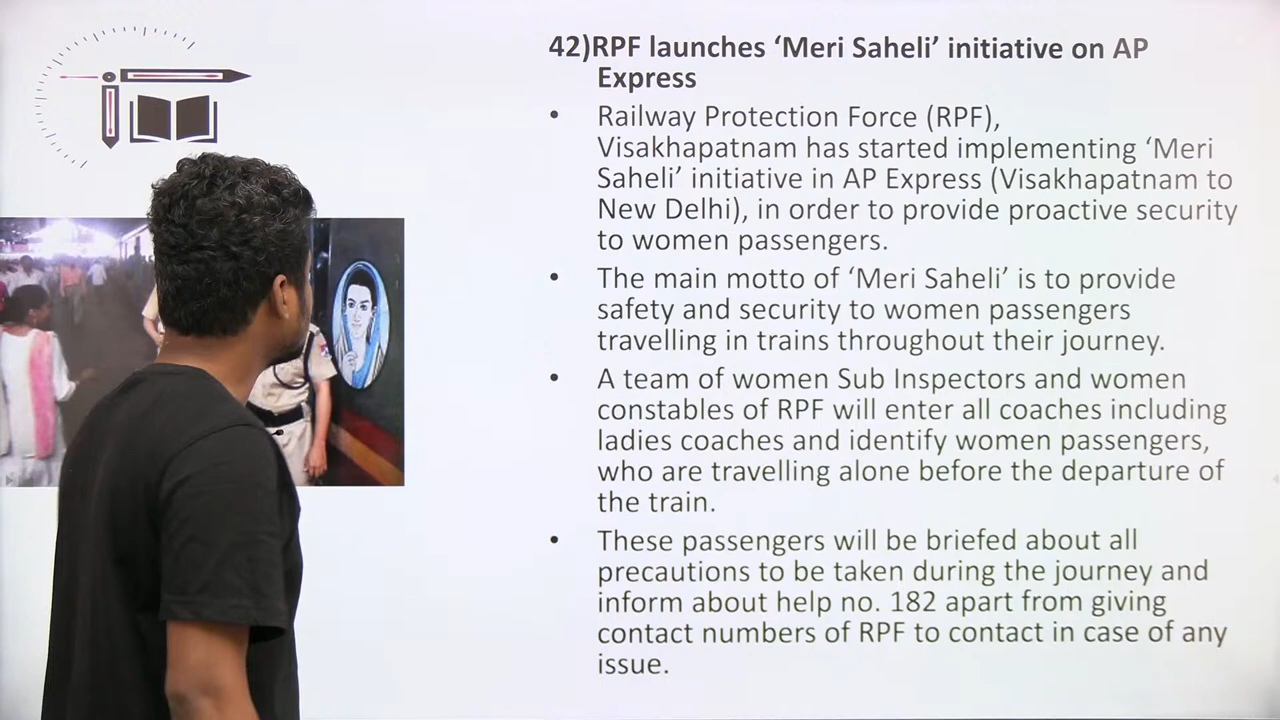 42)RPF launches ‘Meri Saheli’ initiative on AP
Express
• Railway Protection Force (RPF),
Visakhapatnam has started implementing ‘Meri
Saheli’ initiative in AP Express (Visakhapatnam to
New Delhi), in order to provide proactive security
to women passengers.
• The main motto of ‘Meri Saheli’ is to provide
safety and security to women passengers
travelling in trains throughout their journey.
• A team of women Sub Inspectors and women
constables of RPF will enter all coaches including
ladies coaches and identify women passengers,
who are travelling alone before the departure of
the train.
• These passengers will be briefed about all
precautions to be taken during the journey and
inform about help no. 182 apart from giving
contact numbers of RPF to contact in case of any
issue.